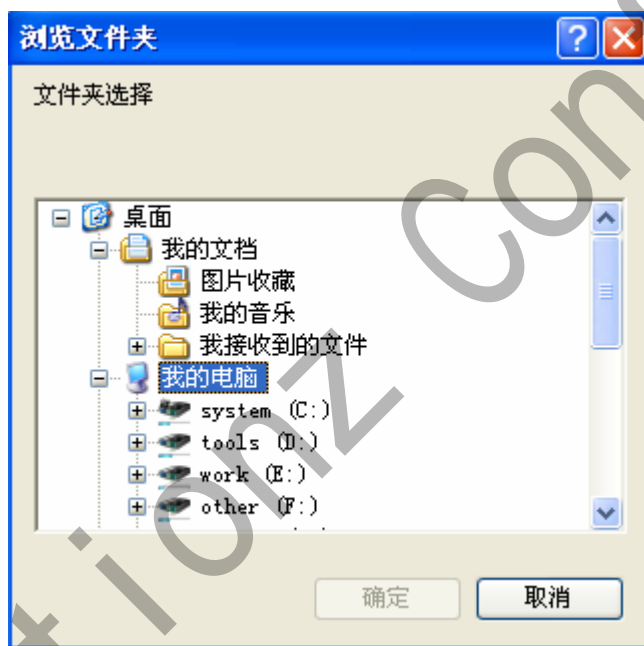 浏览文件夹
文件夹选择
桌面
我的文档
图片收藏
我的音乐
我接收到的文件
我的电脑
system (C:)
tools (D:)
work (E:)
other (F:)
确定
取消